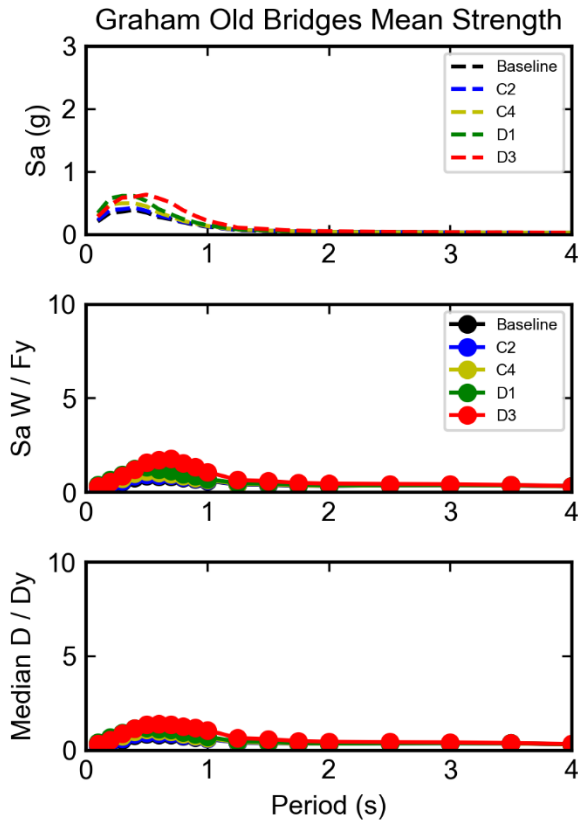 Graham Old Bridges Mean Strength
Sa (g)
3
2
1
0
Baseline
C2
C4
D1
D3
0 1 2 3 4
Sa W / Fy
10
5
0
Baseline
C2
C4
D1
D3
0 1 2 3 4
Median D / Dy
10
5
0
0 1 2 3 4
Period (s)